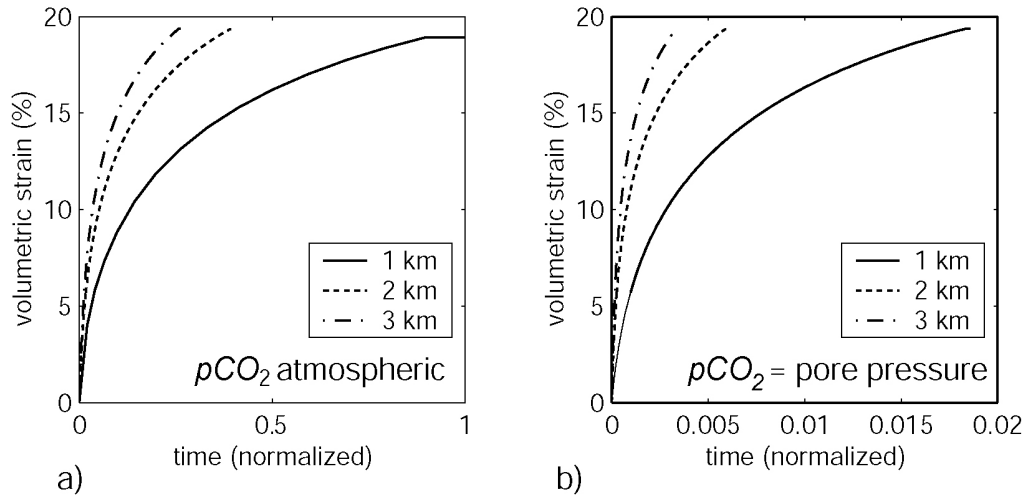 20
15
10
5
0
volumetric strain (%)
1 km
2 km
3 km
pCO2 atmospheric
0
0.5
1
time (normalized)
a)
20
15
10
5
0
volumetric strain (%)
1 km
2 km
3 km
pCO2 = pore pressure
0
0.005
0.01
0.015
0.02
time (normalized)
b)